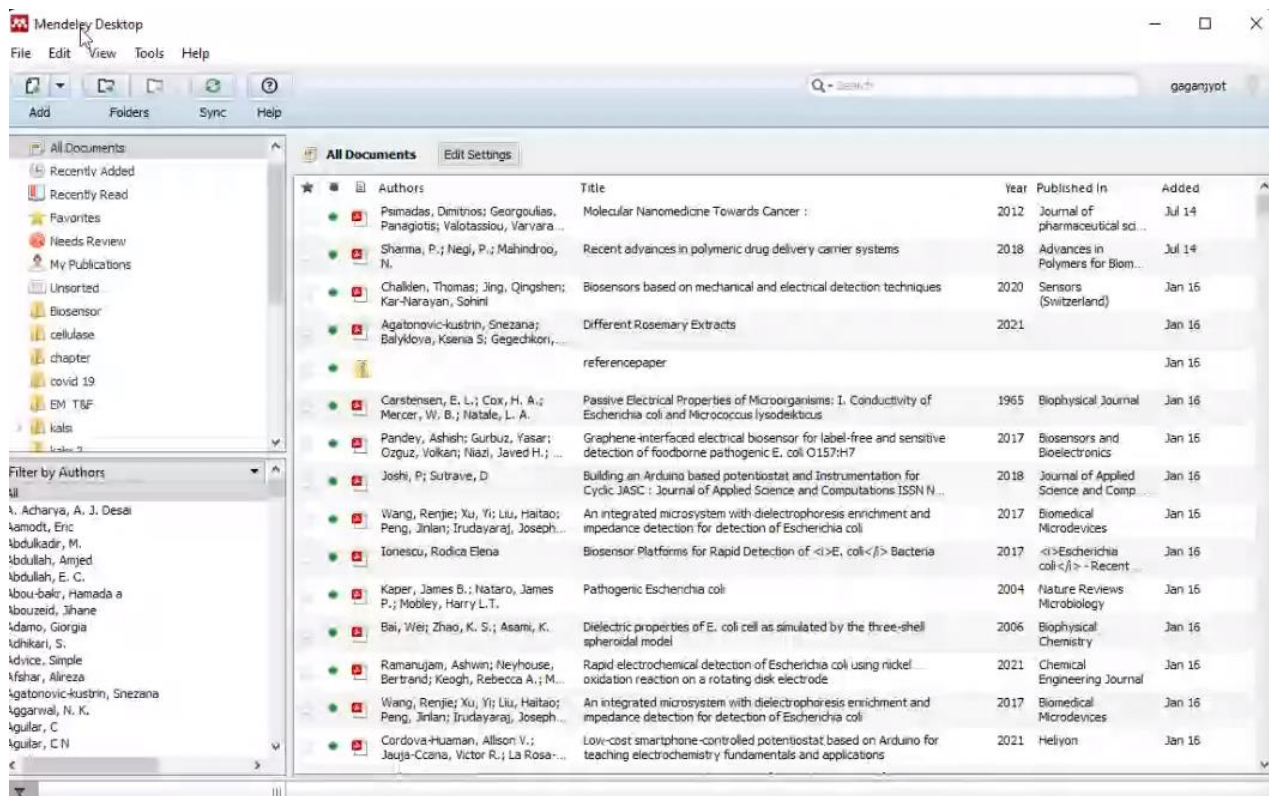 Mendeley Desktop
File Edit View Tools Help
Add Folders Sync Help
gaganjyot
All Documents
Recently Added
Recently Read
Favorites
Needs Review
My Publications
Unsorted
Biosensor
cellulase
chapter
covid 19
EM T&F
kalsi
Filter by Authors
All
A. Acharya, A. J. Desai
Aamodt, Eric
Abdulkadir, M.
Abdullah, Amjed
Abdullah, E. C.
Abou-bakr, Hamada a
Abouzeid, Jihane
Adamo, Giorgia
Adhikari, S.
Advice, Simple
Afshar, Alireza
Agatonovic-kustrin, Snezana
Aggarwal, N. K.
Aguilar, C
Aguilar, C N
All Documents Edit Settings
Authors Title Year Published In Added
Psimadas, Dimitrios; Georgoulias, Molecular Nanomedicine Towards Cancer : 2012 Journal of Jul 14
Panagiotis; Valotassiou, Varvara... pharmaceutical sci...
Sharma, P.; Negi, P.; Mahindroo, Recent advances in polymeric drug delivery carrier systems 2018 Advances in Jul 14
N. Polymers for Biom...
Chalklen, Thomas; Jing, Qingshen; Biosensors based on mechanical and electrical detection techniques 2020 Sensors Jan 16
Kar-Narayan, Sohini (Switzerland)
Agatonovic-kustrin, Snezana; Different Rosemary Extracts 2021 Jan 16
Balyklova, Ksenia S; Gegechkori,...
referencepaper Jan 16
Carstensen, E. L.; Cox, H. A.; Passive Electrical Properties of Microorganisms: I. Conductivity of 1965 Biophysical Journal Jan 16
Mercer, W. B.; Natale, L. A. Escherichia coli and Micrococcus lysodeikticus
Pandey, Ashish; Gurbuz, Yasar; Graphene-interfaced electrical biosensor for label-free and sensitive 2017 Biosensors and Jan 16
Ozguz, Volkan; Niazi, Javed H.; ... detection of foodborne pathogenic E. coli O157:H7 Bioelectronics
Joshi, P; Sutrave, D Building an Arduino based potentiostat and Instrumentation for 2018 Journal of Applied Jan 16
Cyclic JASC : Journal of Applied Science and Computations ISSN N... Science and Comp...
Wang, Renjie; Xu, Yi; Liu, Haitao; An integrated microsystem with dielectrophoresis enrichment and 2017 Biomedical Jan 16
Peng, Jinlan; Irudayaraj, Joseph... impedance detection for detection of Escherichia coli Microdevices
Ionescu, Rodica Elena Biosensor Platforms for Rapid Detection of <i>E. coli</i> Bacteria 2017 <i>Escherichia Jan 16
coli</i> - Recent ...
Kaper, James B.; Nataro, James Pathogenic Escherichia coli 2004 Nature Reviews Jan 16
P.; Mobley, Harry L.T. Microbiology
Bai, Wei; Zhao, K. S.; Asami, K. Dielectric properties of E. coli cell as simulated by the three-shell 2006 Biophysical Jan 16
spheroidal model Chemistry
Ramanujam, Ashwin; Neyhouse, Rapid electrochemical detection of Escherichia coli using nickel 2021 Chemical Jan 16
Bertrand; Keogh, Rebecca A.; M... oxidation reaction on a rotating disk electrode Engineering Journal
Wang, Renjie; Xu, Yi; Liu, Haitao; An integrated microsystem with dielectrophoresis enrichment and 2017 Biomedical Jan 16
Peng, Jinlan; Irudayaraj, Joseph... impedance detection for detection of Escherichia coli Microdevices
Cordova-Huaman, Allison V.; Low-cost smartphone-controlled potentiostat based on Arduino for 2021 Heliyon Jan 16
Jauja-Ccana, Victor R.; La Rosa-... teaching electrochemistry fundamentals and applications